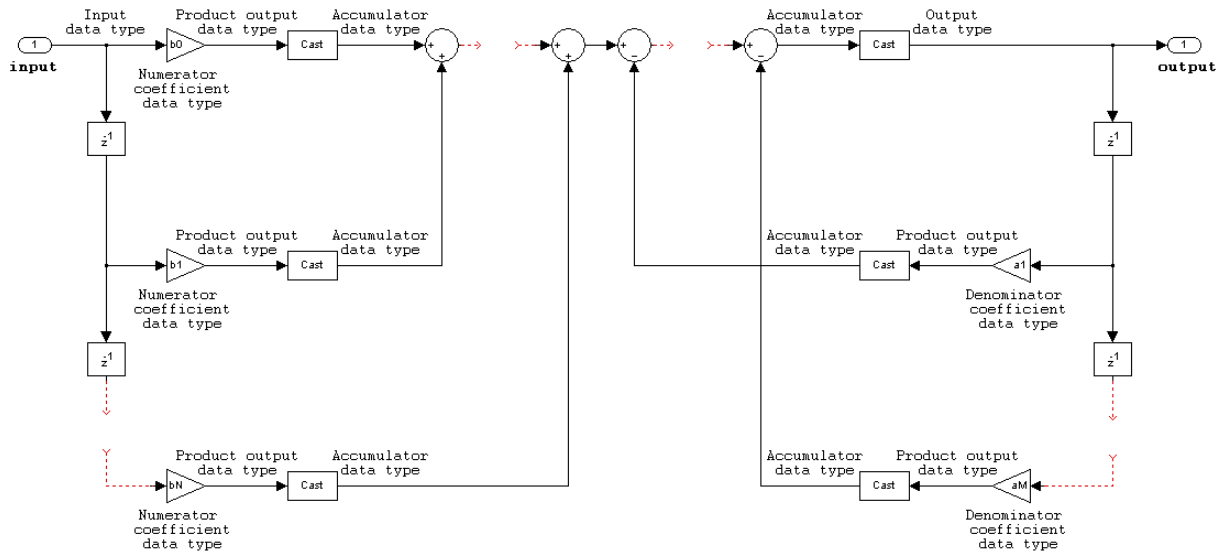 Input
data type
Product output
data type
Accumulator
data type
Accumulator
data type
Output
data type
1
input
b0
Cast
+
+
+
+
+
−
+
−
Cast
1
output
Numerator
coefficient
data type
z-1
z-1
Product output
data type
Accumulator
data type
Accumulator
data type
Product output
data type
b1
Cast
Cast
a1
Numerator
coefficient
data type
Denominator
coefficient
data type
z-1
z-1
Product output
data type
Accumulator
data type
Accumulator
data type
Product output
data type
bN
Cast
Cast
aM
Numerator
coefficient
data type
Denominator
coefficient
data type